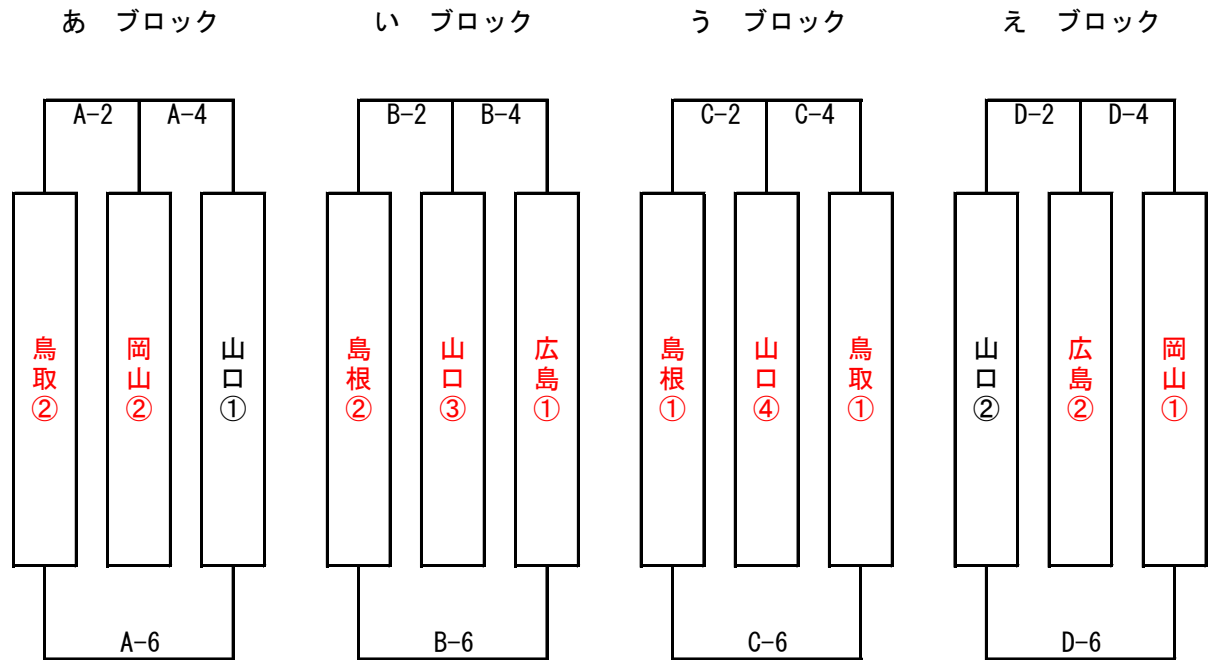 あ　ブロック
い　ブロック
う　ブロック
え　ブロック
A-2
A-4
B-2
B-4
C-2
C-4
D-2
D-4
鳥取②
岡山②
山口①
島根②
山口③
広島①
島根①
山口④
鳥取①
山口②
広島②
岡山①
A-6
B-6
C-6
D-6